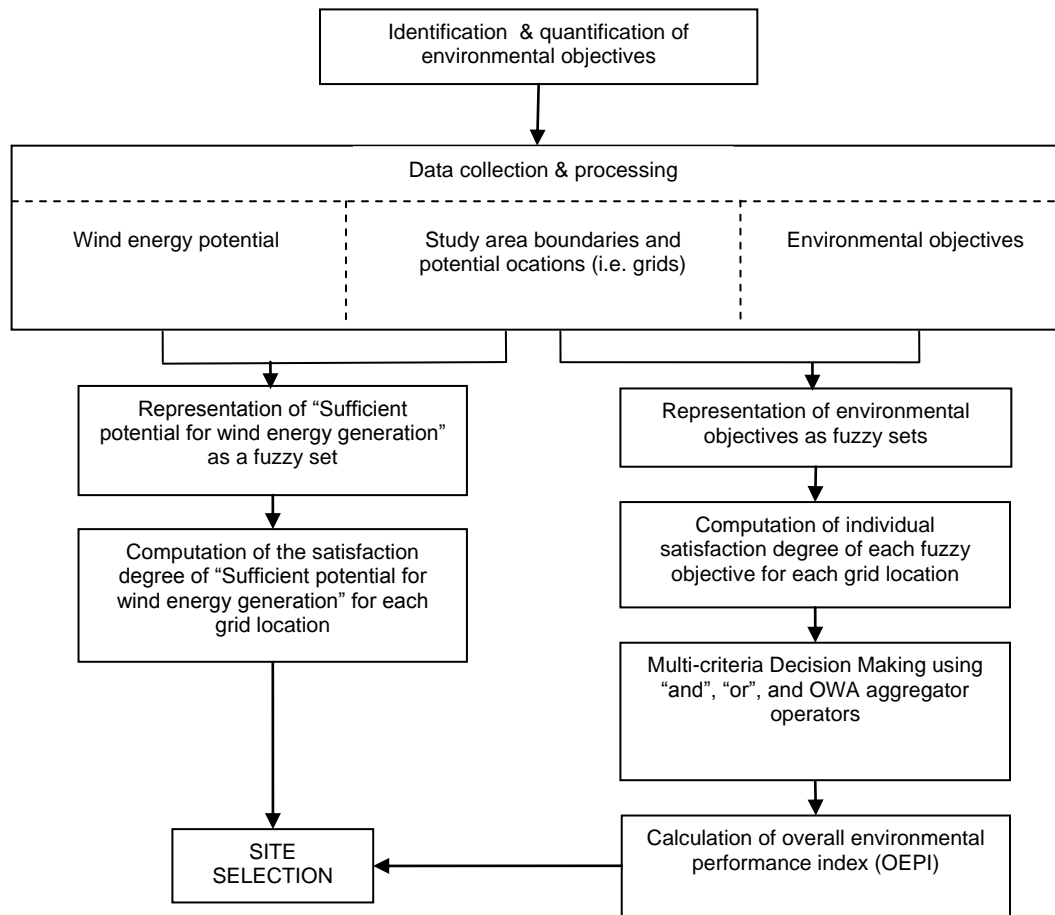 Identification & quantification of
environmental objectives
Data collection & processing
Wind energy potential
Study area boundaries and
potential ocations (i.e. grids)
Environmental objectives
Representation of “Sufficient
potential for wind energy generation”
as a fuzzy set
Representation of environmental
objectives as fuzzy sets
Computation of the satisfaction
degree of “Sufficient potential for
wind energy generation” for each
grid location
Computation of individual
satisfaction degree of each fuzzy
objective for each grid location
Multi-criteria Decision Making using
“and”, “or”, and OWA aggregator
operators
SITE
SELECTION
Calculation of overall environmental
performance index (OEPI)